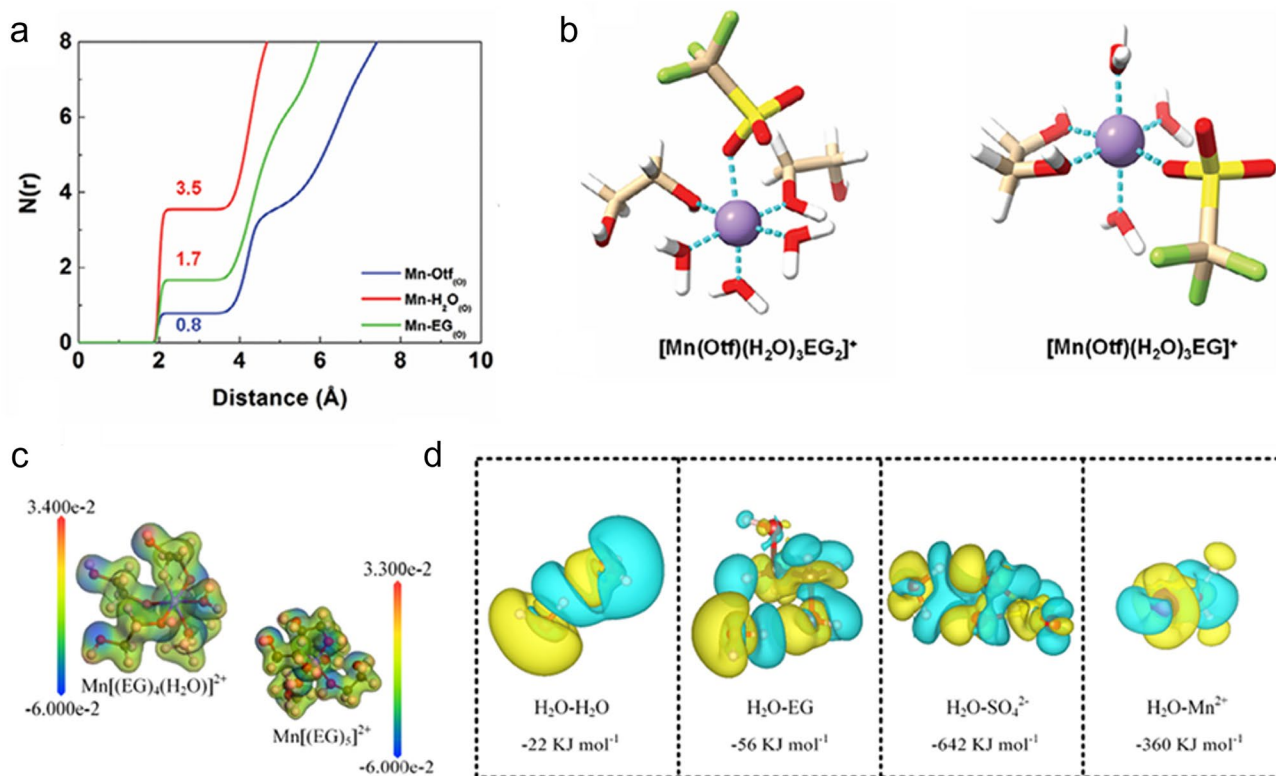 a
8
6
4
2
0
N(r)
3.5
1.7
0.8
Mn-Otf(O)
Mn-H₂O(O)
Mn-EG(O)
0 2 4 6 8 10
Distance (Å)
b
[Mn(Otf)(H₂O)₃EG₂]⁺
[Mn(Otf)(H₂O)₃EG]⁺
c
3.400e-2
-6.000e-2
Mn[(EG)₄(H₂O)]²⁺
3.300e-2
-6.000e-2
Mn[(EG)₅]²⁺
d
H₂O-H₂O
-22 KJ mol⁻¹
H₂O-EG
-56 KJ mol⁻¹
H₂O-SO₄²⁻
-642 KJ mol⁻¹
H₂O-Mn²⁺
-360 KJ mol⁻¹